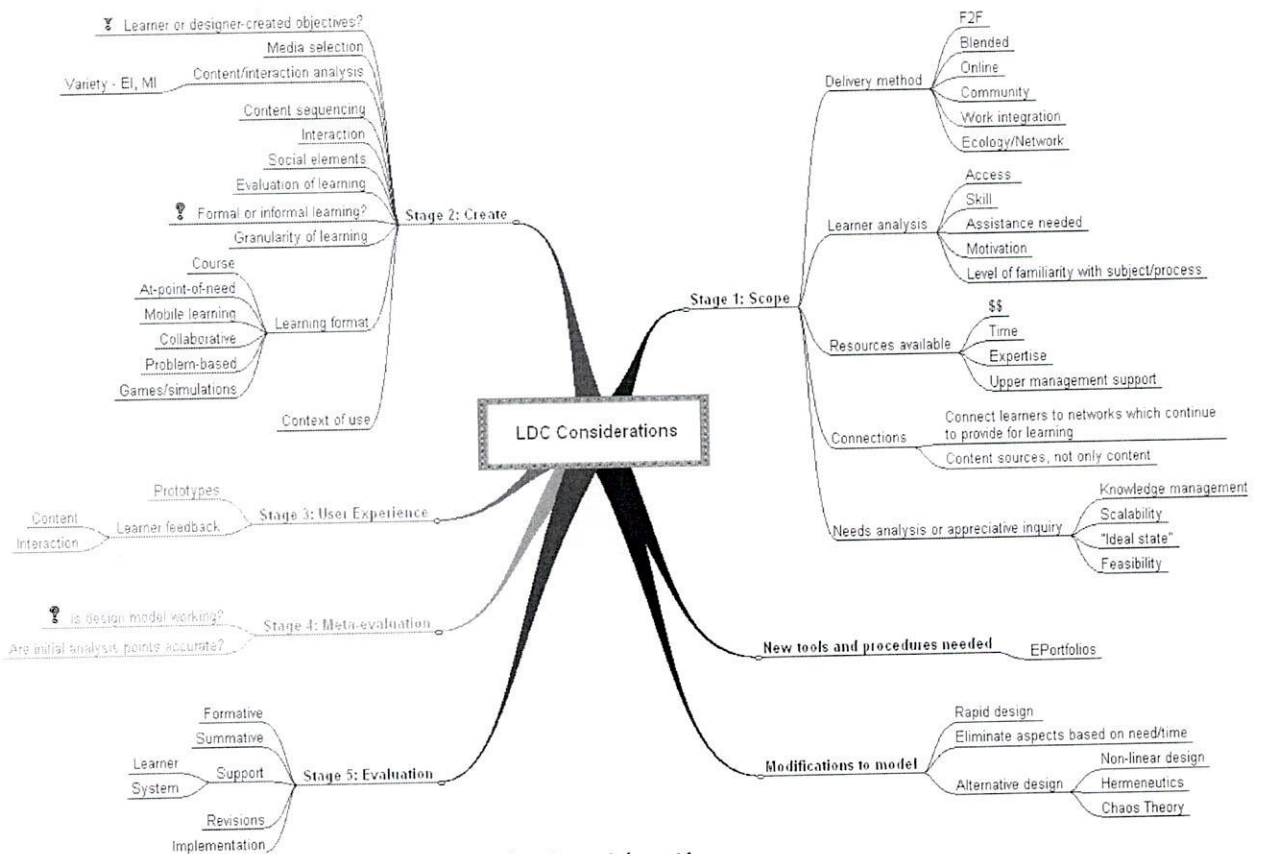 LDC Considerations
Stage 1: Scope
Delivery method
F2F
Blended
Online
Community
Work integration
Ecology/Network
Learner analysis
Access
Skill
Assistance needed
Motivation
Level of familiarity with subject/process
Resources available
$$
Time
Expertise
Upper management support
Connections
Connect learners to networks which continue
to provide for learning
Content sources, not only content
Needs analysis or appreciative inquiry
Knowledge management
Scalability
"Ideal state"
Feasibility
Stage 2: Create
Learner or designer-created objectives?
Media selection
Content/interaction analysis
Variety - EI, MI
Content sequencing
Interaction
Social elements
Evaluation of learning
Formal or informal learning?
Granularity of learning
Learning format
Course
At-point-of-need
Mobile learning
Collaborative
Problem-based
Games/simulations
Context of use
Stage 3: User Experience
Prototypes
Learner feedback
Content
Interaction
Stage 4: Meta-evaluation
Is design model working?
Are initial analysis points accurate?
Stage 5: Evaluation
Formative
Summative
Support
Learner
System
Revisions
Implementation
New tools and procedures needed
EPortfolios
Modifications to model
Rapid design
Eliminate aspects based on need/time
Alternative design
Non-linear design
Hermeneutics
Chaos Theory